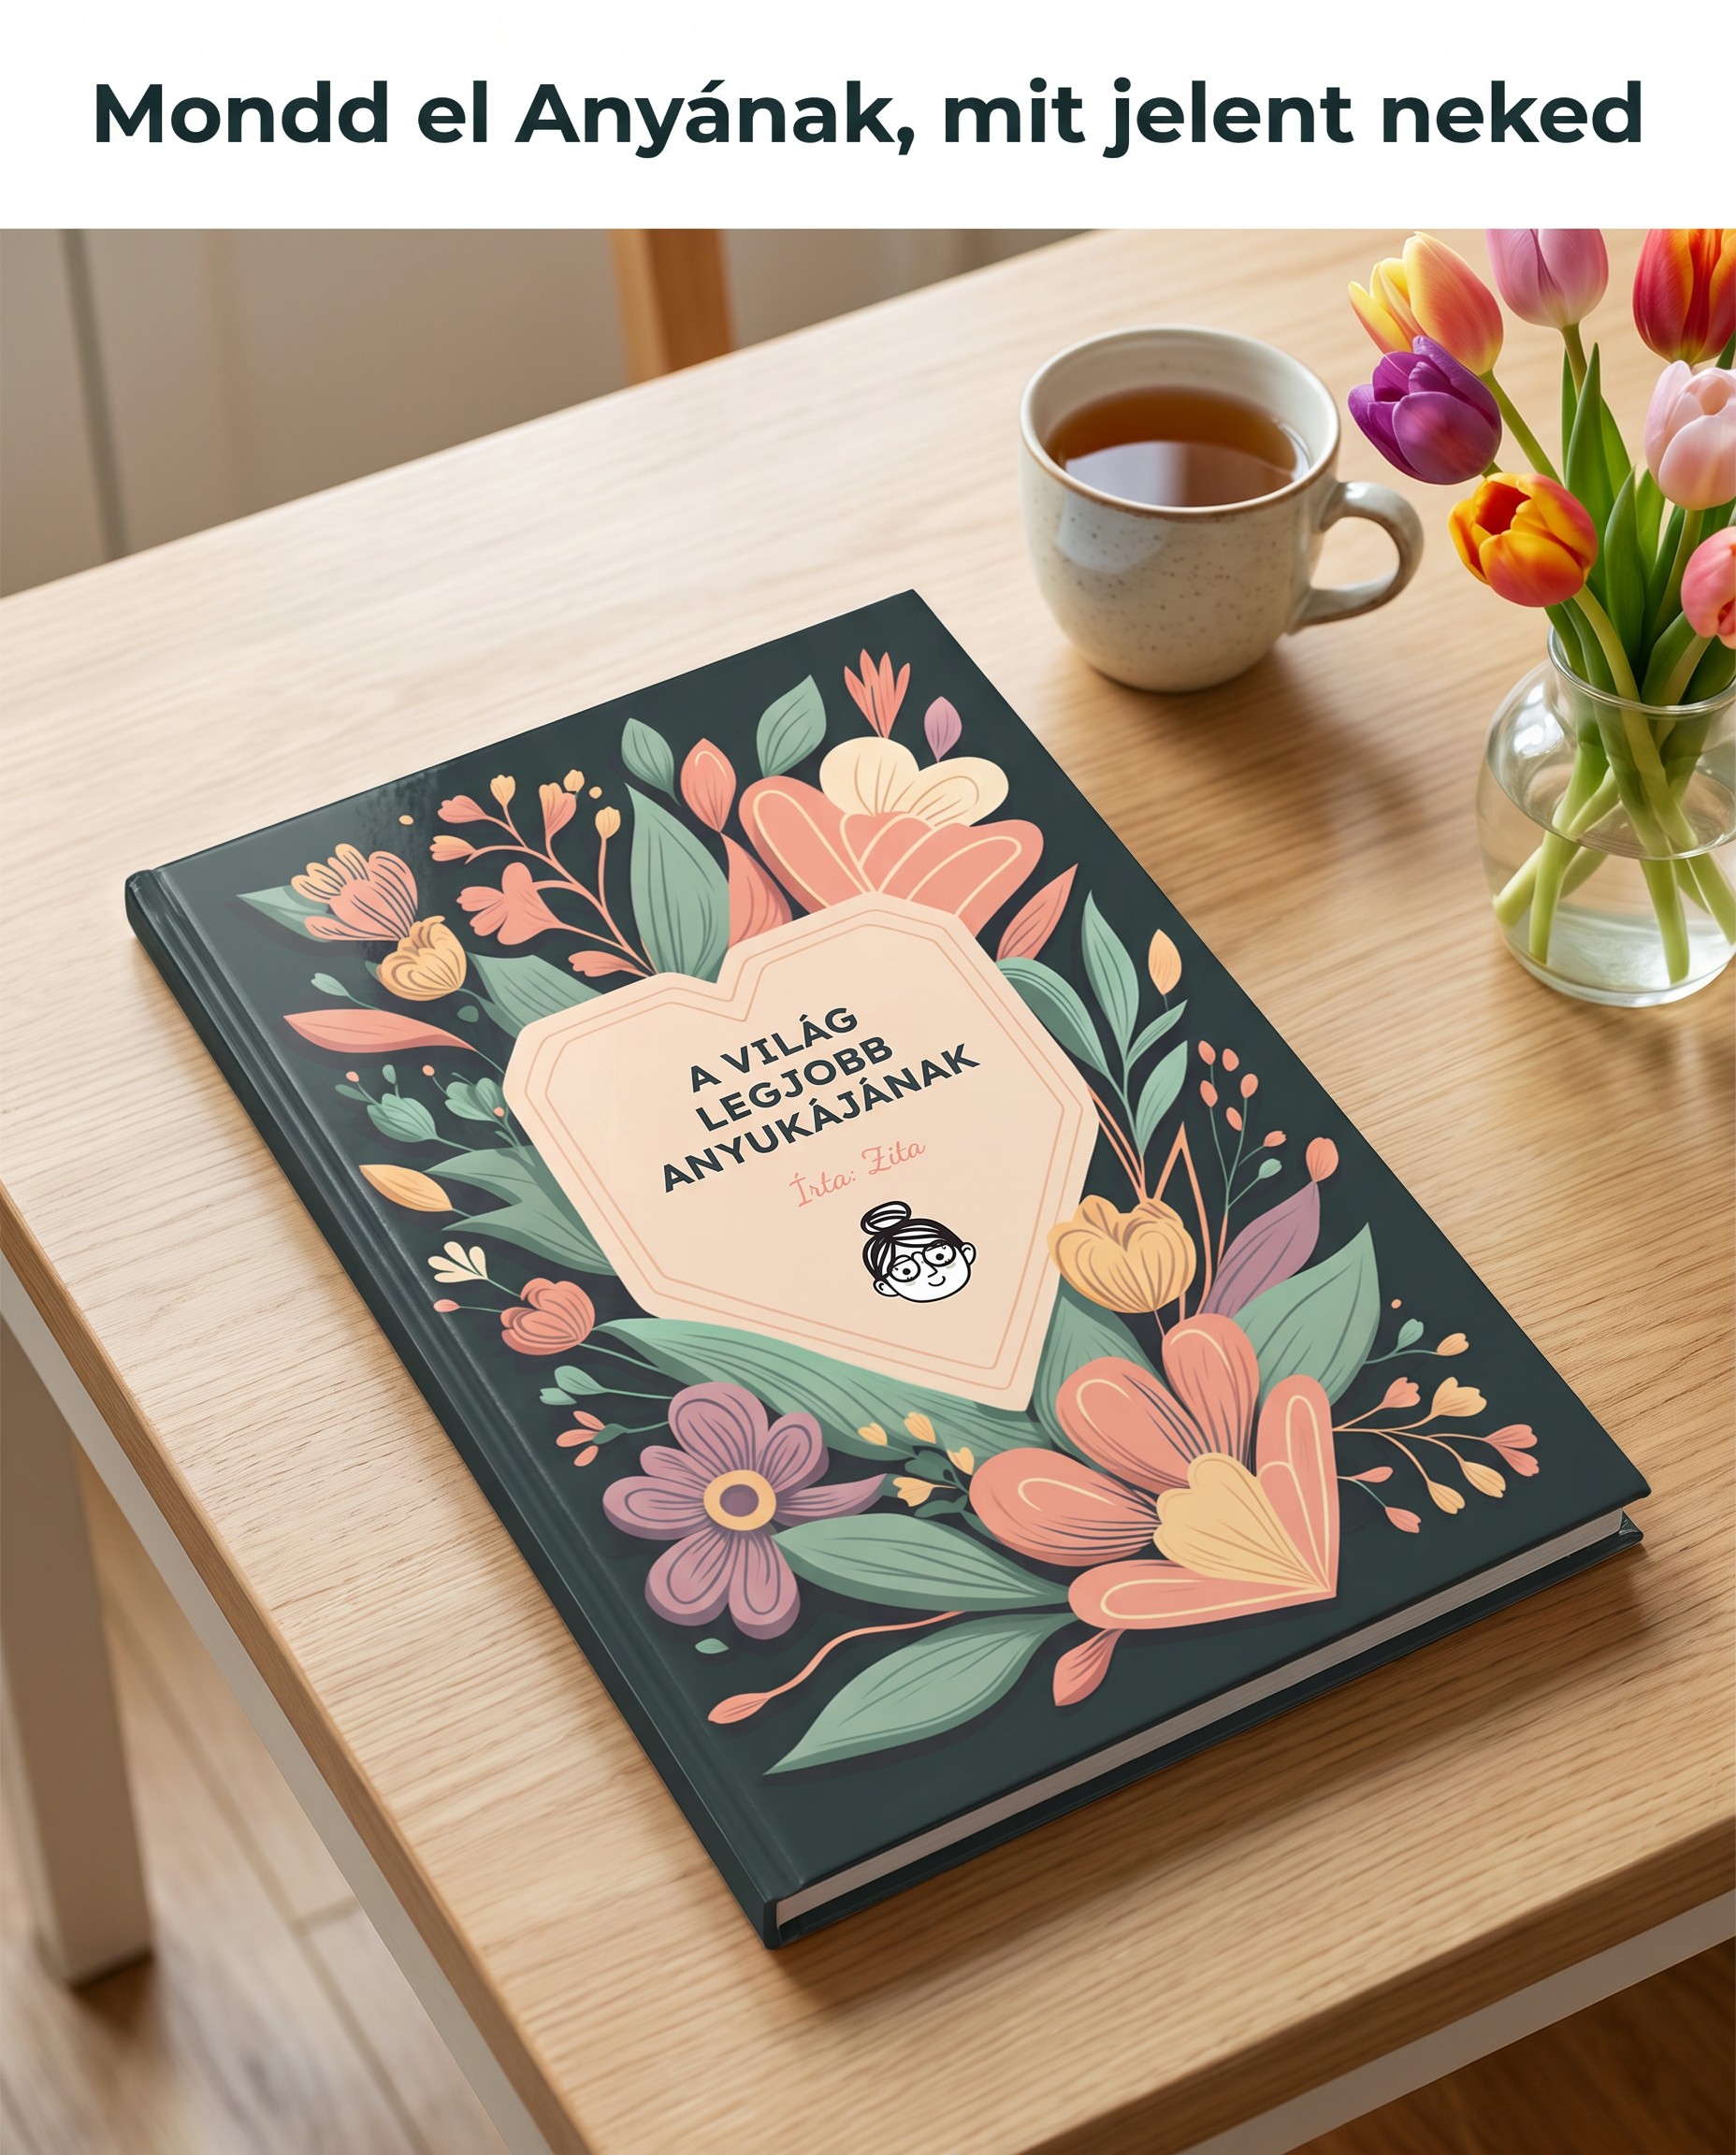 Mondd el Anyának, mit jelent neked
A VILÁG
LEGJOBB
ANYUKÁJÁNAK
Írta: Zita